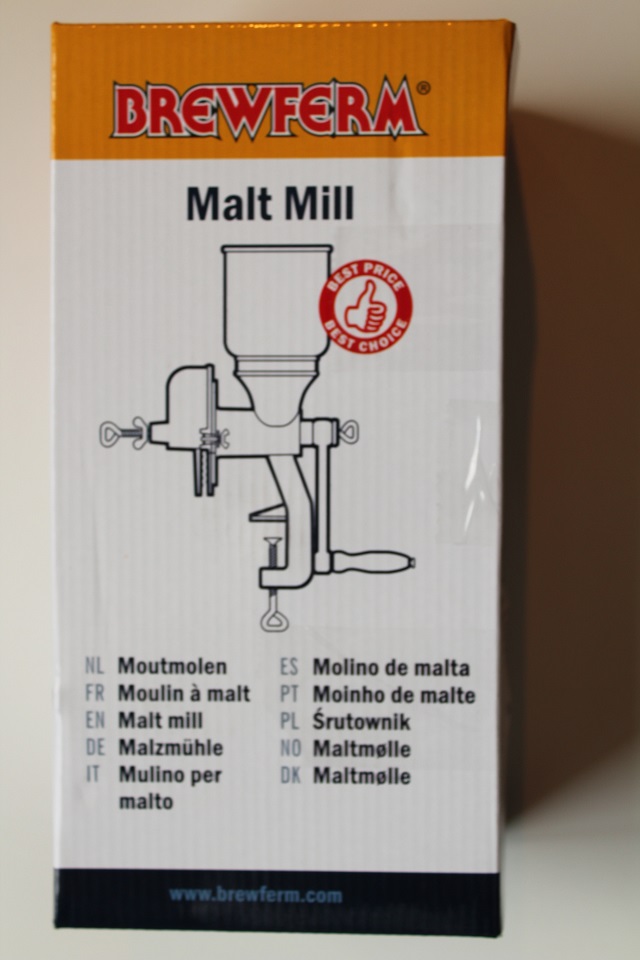 BREWFERM®
Malt Mill
BEST PRICE
BEST CHOICE
NL Moutmolen
FR Moulin à malt
EN Malt mill
DE Malzmühle
IT Mulino per
malto
ES Molino de malta
PT Moinho de malte
PL Śrutownik
NO Maltmølle
DK Maltmølle
www.brewferm.com